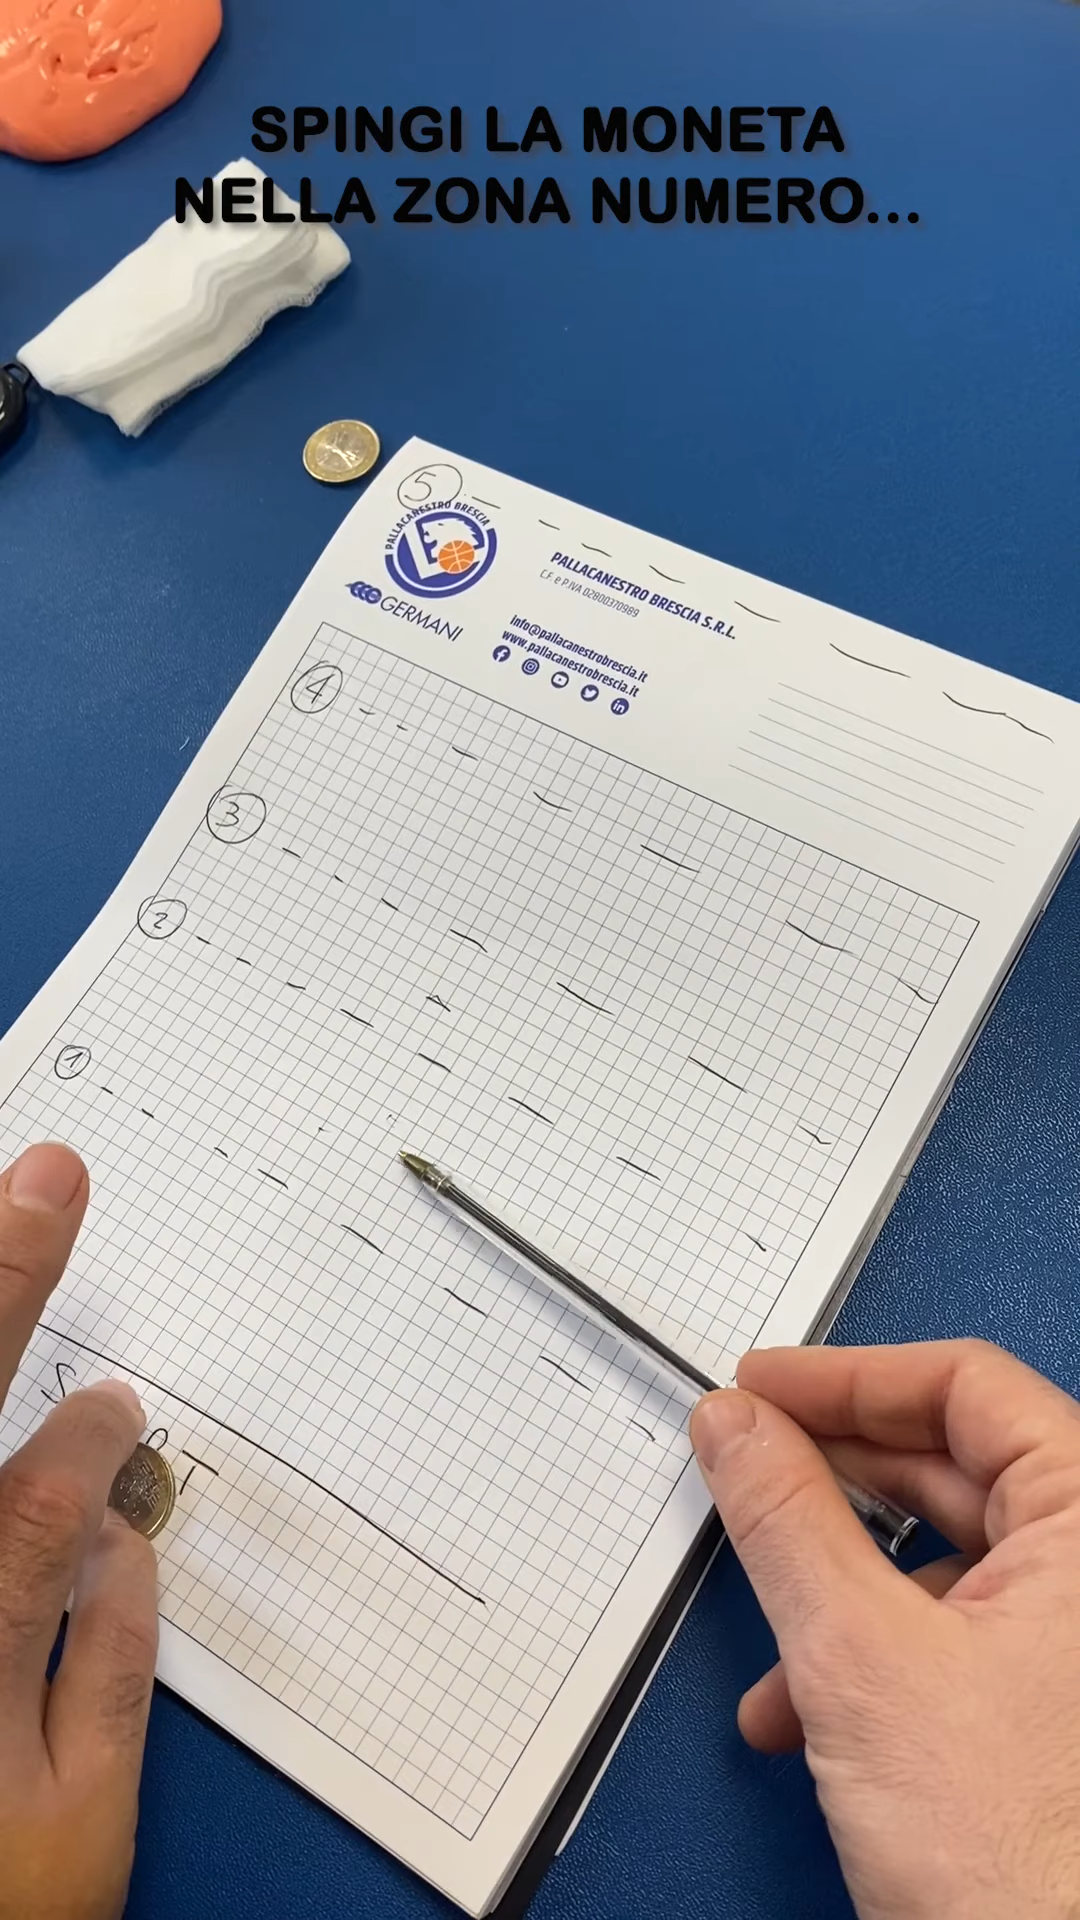 SPINGI LA MONETA
NELLA ZONA NUMERO...
5
PALLACANESTRO BRESCIA
GERMANI
PALLACANESTRO BRESCIA S.R.L.
C.F. e P.IVA 02800370989
info@pallacanestrobrescia.it
www.pallacanestrobrescia.it
in
4
3
2
1